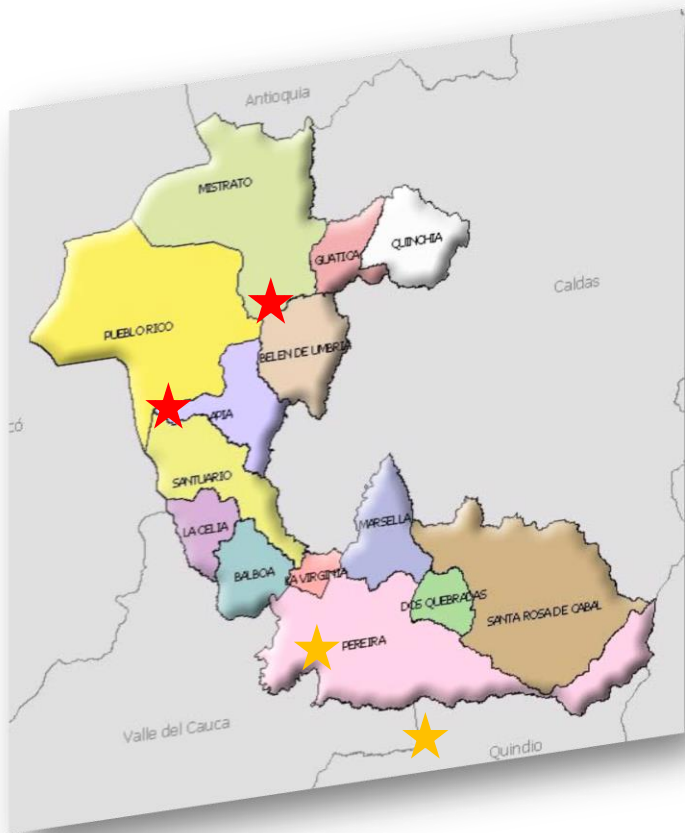 Antioquia
MISTRATO
QUINCHIA
GUATICA
Caldas
PUEBLO RICO
BELEN DE UMBRIA
APIA
có
SANTUARIO
MARSELLA
LA CELIA
BALBOA
LA VIRGINIA
DOS QUEBRADAS
SANTA ROSA DE CABAL
PEREIRA
Valle del Cauca
Quindio